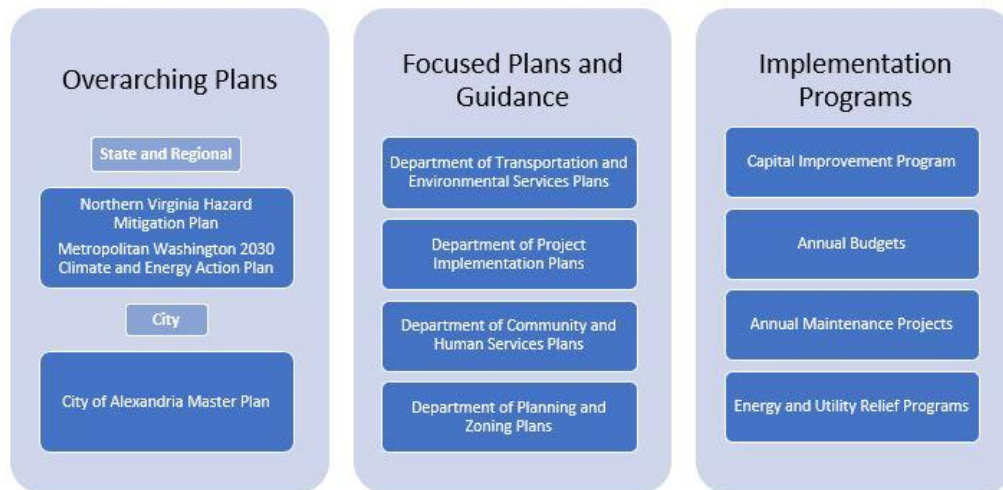 Overarching Plans
State and Regional
Northern Virginia Hazard
Mitigation Plan
Metropolitan Washington 2030
Climate and Energy Action Plan
City
City of Alexandria Master Plan
Focused Plans and
Guidance
Department of Transportation and
Environmental Services Plans
Department of Project
Implementation Plans
Department of Community and
Human Services Plans
Department of Planning and
Zoning Plans
Implementation
Programs
Capital Improvement Program
Annual Budgets
Annual Maintenance Projects
Energy and Utility Relief Programs